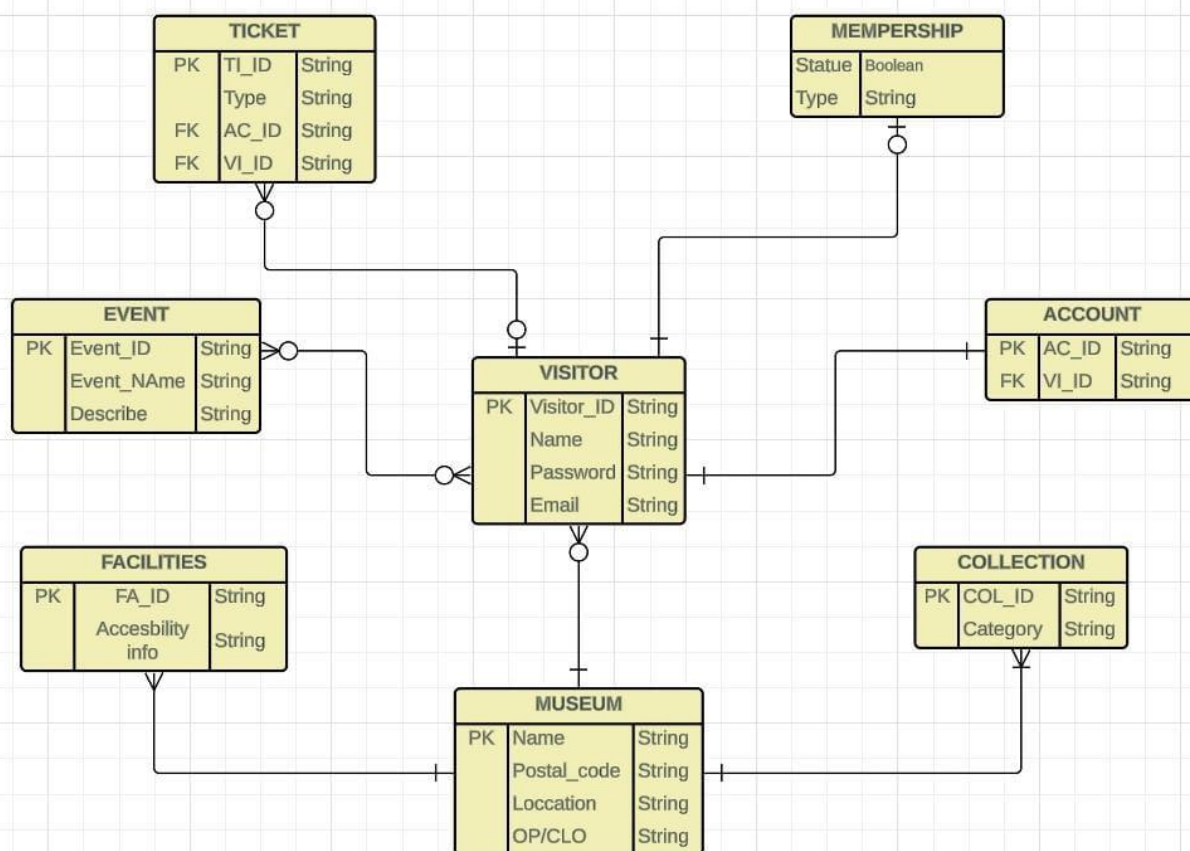 TICKET
PK TI_ID String
Type String
FK AC_ID String
FK VI_ID String
MEMPERSHIP
Statue Boolean
Type String
EVENT
PK Event_ID String
Event_NAme String
Describe String
VISITOR
PK Visitor_ID String
Name String
Password String
Email String
ACCOUNT
PK AC_ID String
FK VI_ID String
FACILITIES
PK FA_ID String
Accesbility
info String
COLLECTION
PK COL_ID String
Category String
MUSEUM
PK Name String
Postal_code String
Loccation String
OP/CLO String